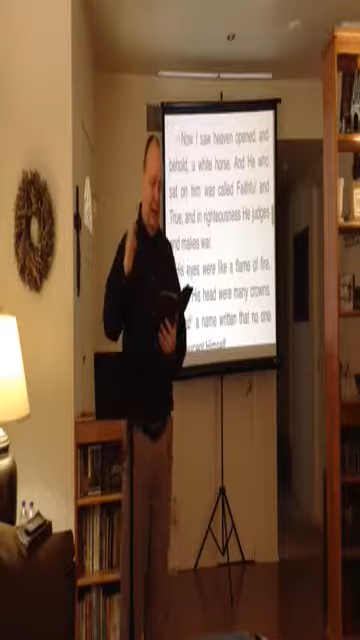 Now I saw heaven opened, and
behold, a white horse. And He who
sat on him was called Faithful and
True, and in righteousness He judges
and makes war.
His eyes were like a flame of fire,
His head were many crowns.
a name written that no one
except Himself.